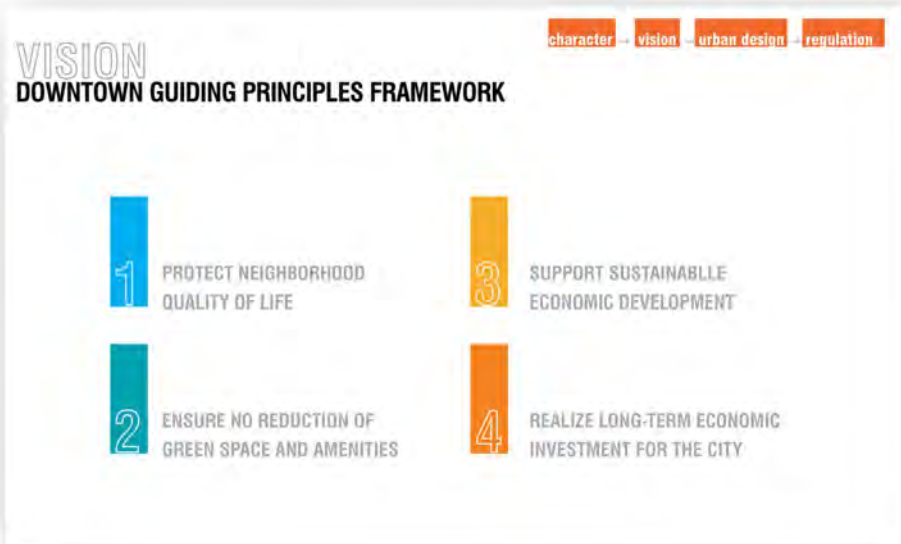 character → vision → urban design → regulation
VISION
DOWNTOWN GUIDING PRINCIPLES FRAMEWORK
1
PROTECT NEIGHBORHOOD
QUALITY OF LIFE
2
ENSURE NO REDUCTION OF
GREEN SPACE AND AMENITIES
3
SUPPORT SUSTAINABLLE
ECONOMIC DEVELOPMENT
4
REALIZE LONG-TERM ECONOMIC
INVESTMENT FOR THE CITY